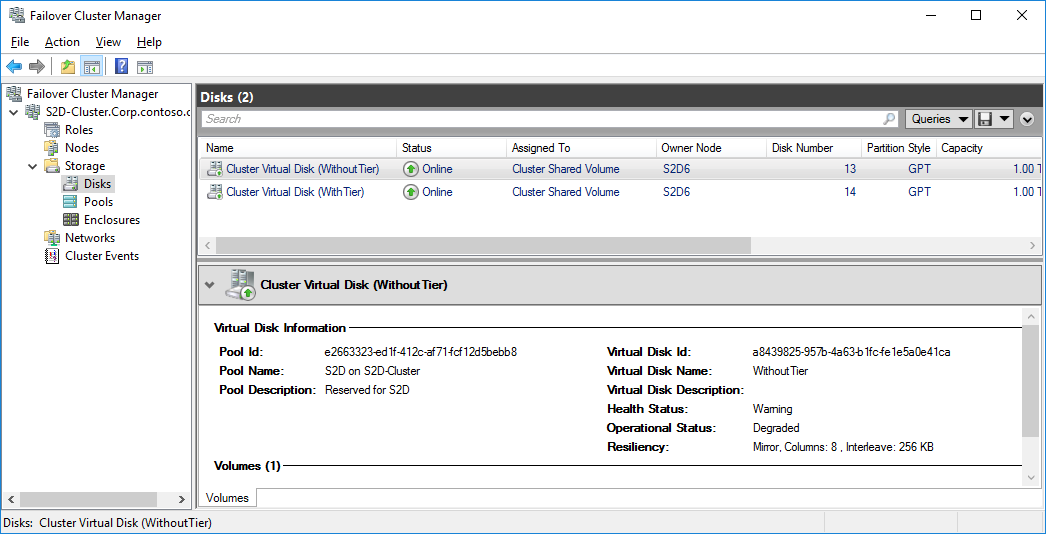 Failover Cluster Manager
File Action View Help
Failover Cluster Manager
S2D-Cluster.Corp.contoso.c
Roles
Nodes
Storage
Disks
Pools
Enclosures
Networks
Cluster Events
Disks (2)
Search
Queries
Name Status Assigned To Owner Node Disk Number Partition Style Capacity
Cluster Virtual Disk (WithoutTier) Online Cluster Shared Volume S2D6 13 GPT 1.00 T
Cluster Virtual Disk (WithTier) Online Cluster Shared Volume S2D6 14 GPT 1.00 T
Cluster Virtual Disk (WithoutTier)
Virtual Disk Information
Pool Id: e2663323-ed1f-412c-af71-fcf12d5bebb8 Virtual Disk Id: a8439825-957b-4a63-b1fc-fe1e5a0e41ca
Pool Name: S2D on S2D-Cluster Virtual Disk Name: WithoutTier
Pool Description: Reserved for S2D Virtual Disk Description:
Health Status: Warning
Operational Status: Degraded
Resiliency: Mirror, Columns: 8 , Interleave: 256 KB
Volumes (1)
Volumes
Disks: Cluster Virtual Disk (WithoutTier)